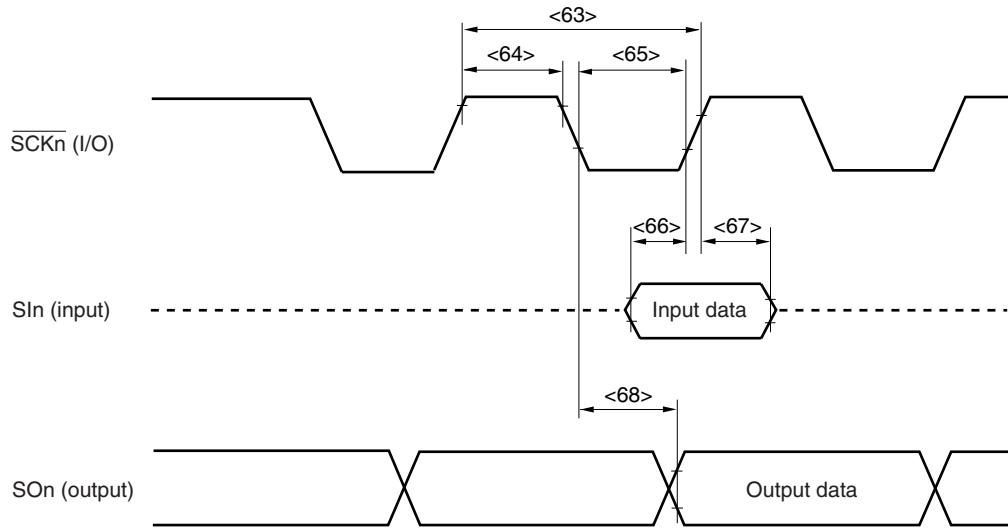 <63>
<64>
<65>
SCKn (I/O)
<66>
<67>
SIn (input)
Input data
<68>
SOn (output)
Output data